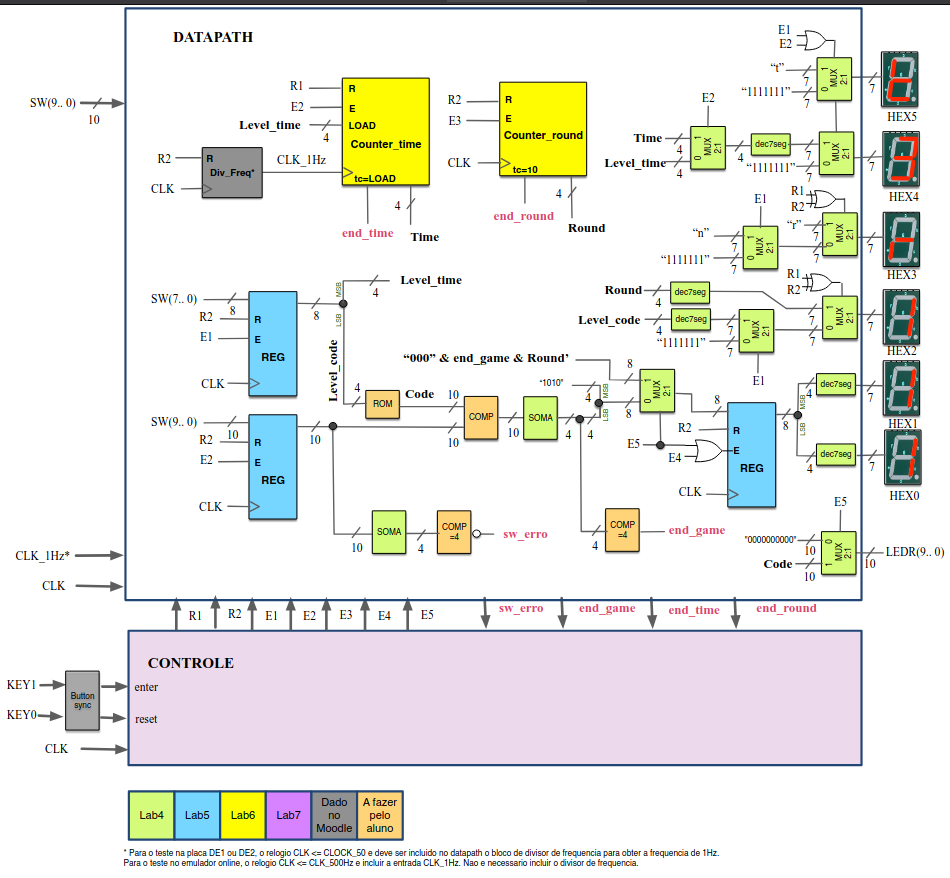 DATAPATH
E1
E2
"t"
7
"1111111"
7
1
0
MUX
2:1
7
HEX5
SW(9.. 0)
10
R1
E2
Level_time
4
R
E
LOAD
Counter_time
tc=LOAD
R2
E3
CLK
R
E
Counter_round
tc=10
R2
CLK
R
Div_Freq*
CLK_1Hz
end_time
4
Time
end_round
4
Round
E2
Time
4
Level_time
4
1
0
MUX
2:1
4
dec7seg
7
"1111111"
7
1
0
MUX
2:1
7
HEX4
R1
R2
E1
"n"
7
"1111111"
7
1
0
MUX
2:1
"r"
7
7
1
0
MUX
2:1
7
HEX3
R1
R2
Round
4
dec7seg
Level_code
4
dec7seg
7
"1111111"
7
1
0
MUX
2:1
E1
7
7
1
0
MUX
2:1
7
HEX2
SW(7.. 0)
8
R2
E1
CLK
R
E
REG
8
MSB
LSB
4
Level_time
Level_code
4
ROM
Code
10
10
COMP
10
SOMA
4
4
"000" & end_game & Round'
8
"1010"
4
MSB
LSB
8
1
0
MUX
2:1
8
R2
E5
E4
CLK
R
E
REG
8
MSB
LSB
4
dec7seg
7
HEX1
4
dec7seg
7
HEX0
SW(9.. 0)
10
R2
E2
CLK
R
E
REG
10
10
SOMA
4
COMP
=4
sw_erro
4
COMP
=4
end_game
E5
"0000000000"
10
Code
10
0
1
MUX
2:1
10
LEDR(9.. 0)
CLK_1Hz*
CLK
R1
R2
E1
E2
E3
E4
E5
sw_erro
end_game
end_time
end_round
CONTROLE
KEY1
KEY0
Button
sync
enter
reset
CLK
Lab4
Lab5
Lab6
Lab7
Dado
no
Moodle
A fazer
pelo
aluno
* Para o teste na placa DE1 ou DE2, o relogio CLK <= CLOCK_50 e deve ser incluido no datapath o bloco de divisor de frequencia para obter a frequencia de 1Hz.
Para o teste no emulador online, o relogio CLK <= CLK_500Hz e incluir a entrada CLK_1Hz. Nao e necessario incluir o divisor de frequencia.